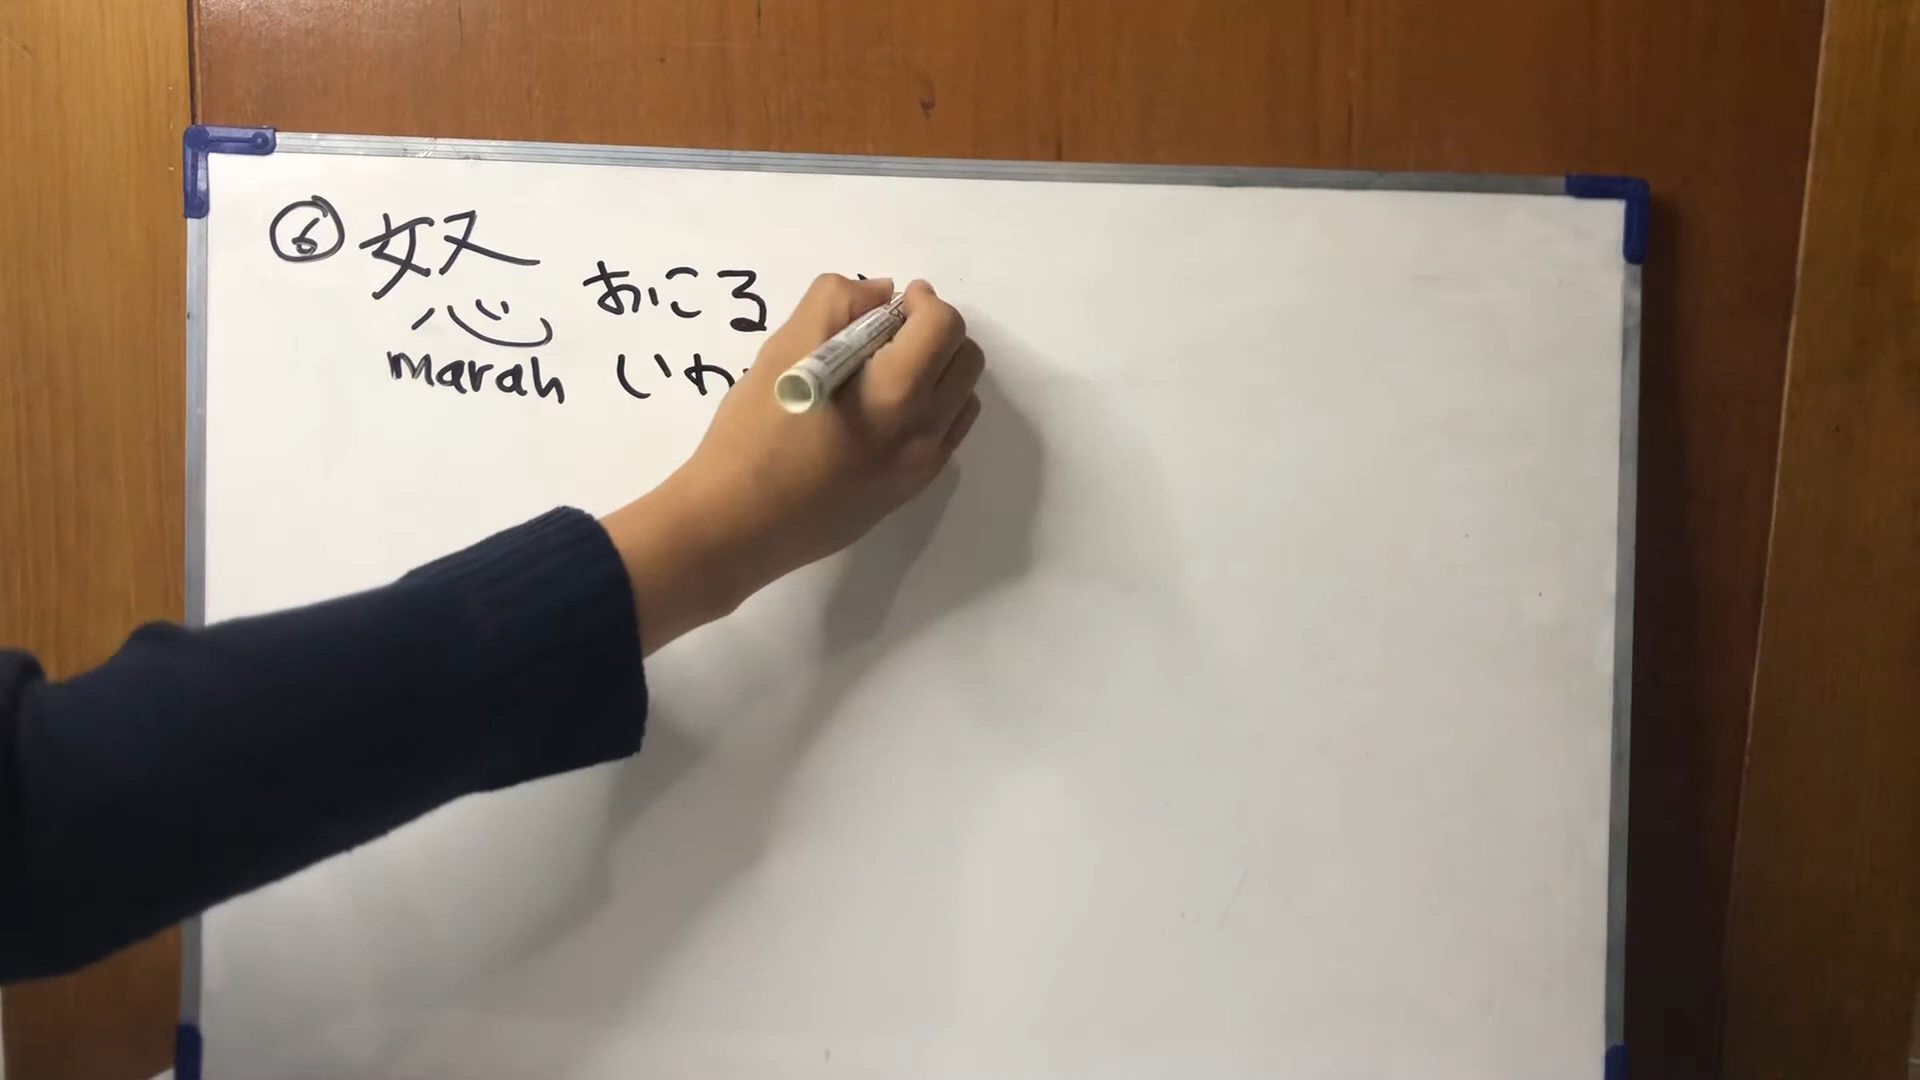 ⑥ 怒 おこる
marah いか